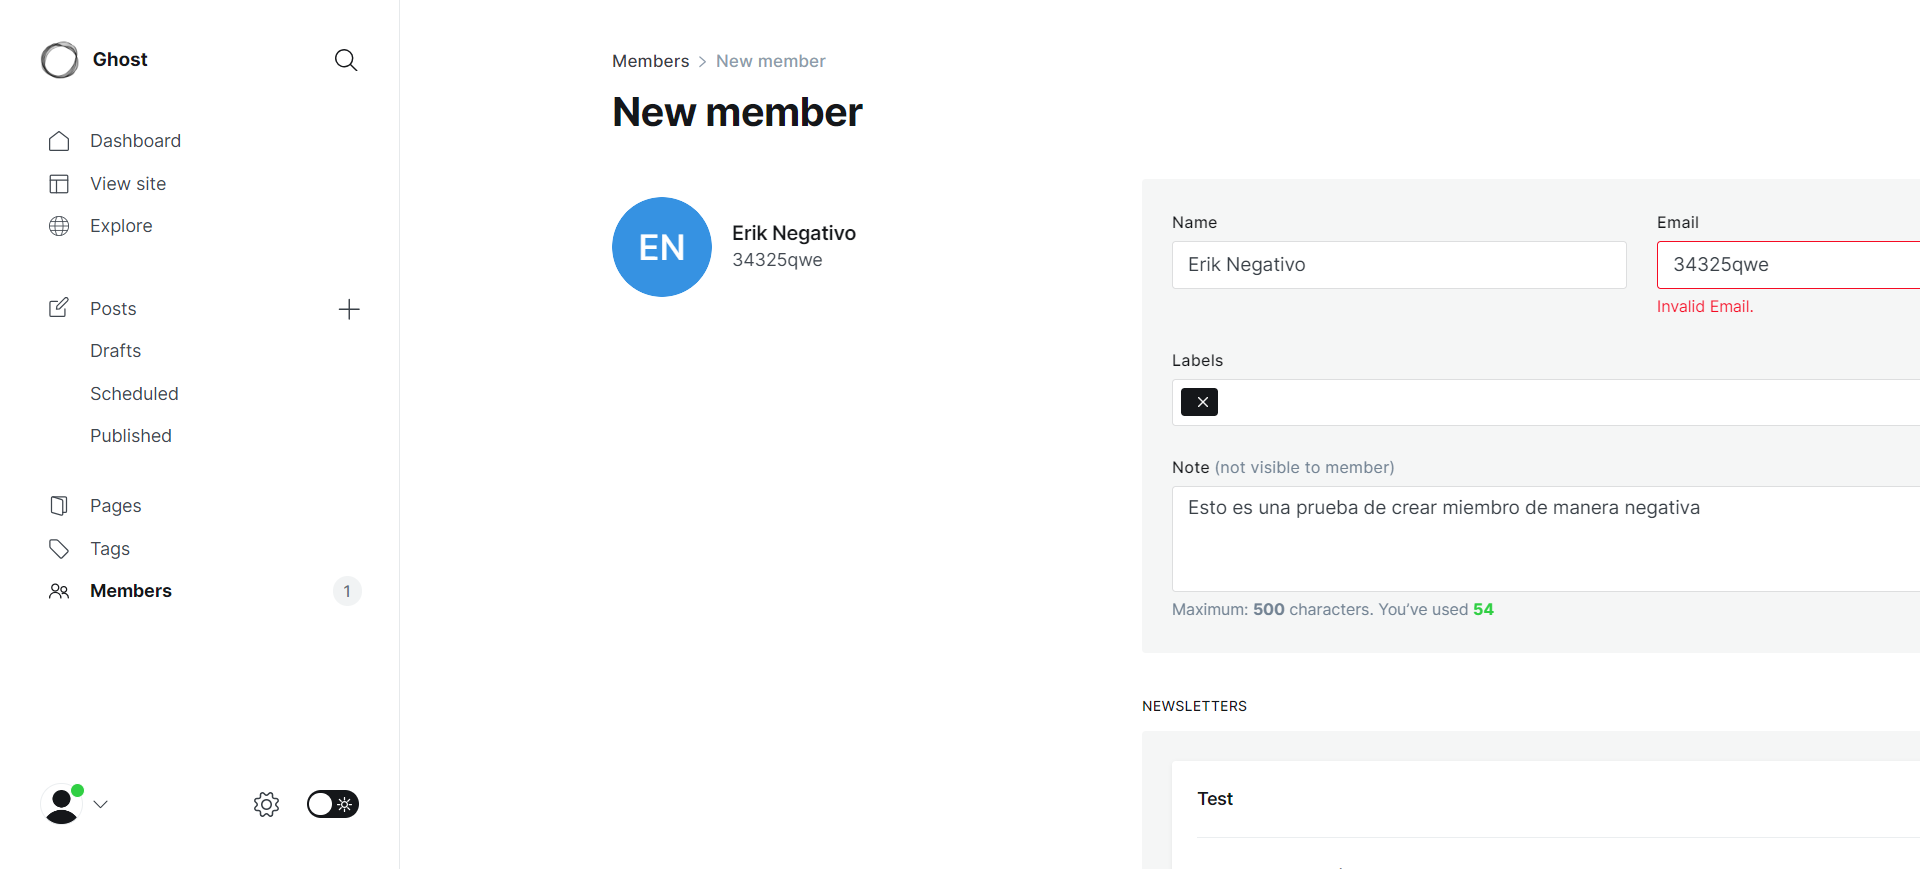 Ghost
Dashboard
View site
Explore
Posts
Drafts
Scheduled
Published
Pages
Tags
Members
1
Members > New member
New member
EN
Erik Negativo
34325qwe
Name
Erik Negativo
Email
34325qwe
Invalid Email.
Labels
Note (not visible to member)
Esto es una prueba de crear miembro de manera negativa
Maximum: 500 characters. You’ve used 54
NEWSLETTERS
Test